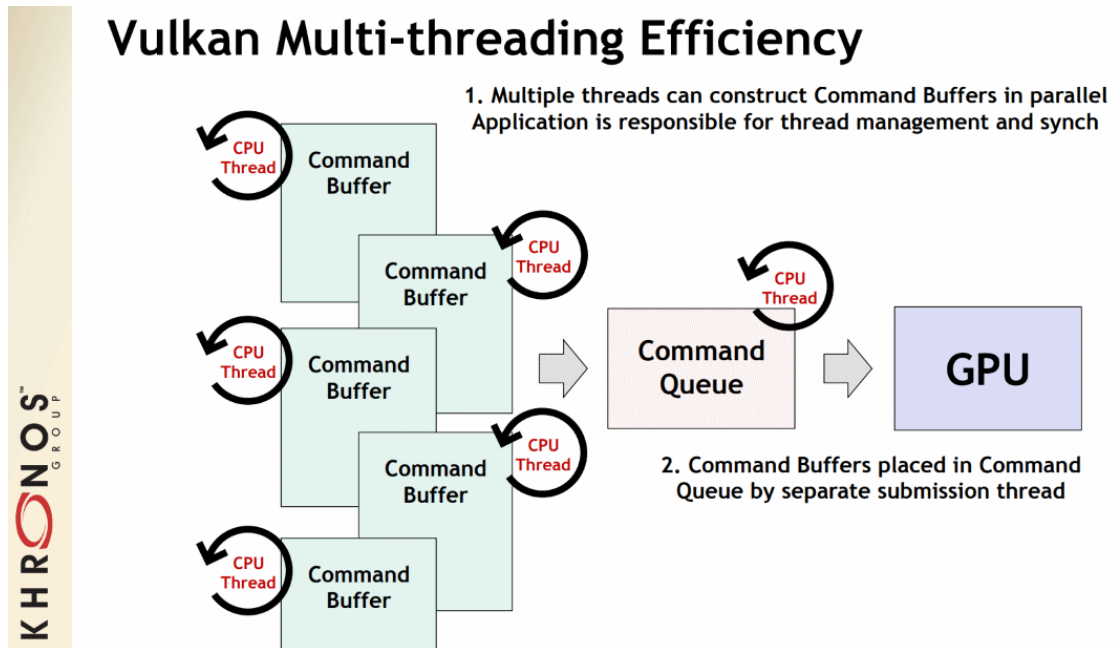 Vulkan Multi-threading Efficiency
1. Multiple threads can construct Command Buffers in parallel
Application is responsible for thread management and synch
CPU
Thread
Command
Buffer
Command
Buffer
CPU
Thread
CPU
Thread
Command
Buffer
Command
Buffer
CPU
Thread
CPU
Thread
Command
Buffer
CPU
Thread
Command
Queue
GPU
2. Command Buffers placed in Command
Queue by separate submission thread
KHRONOS™
GROUP